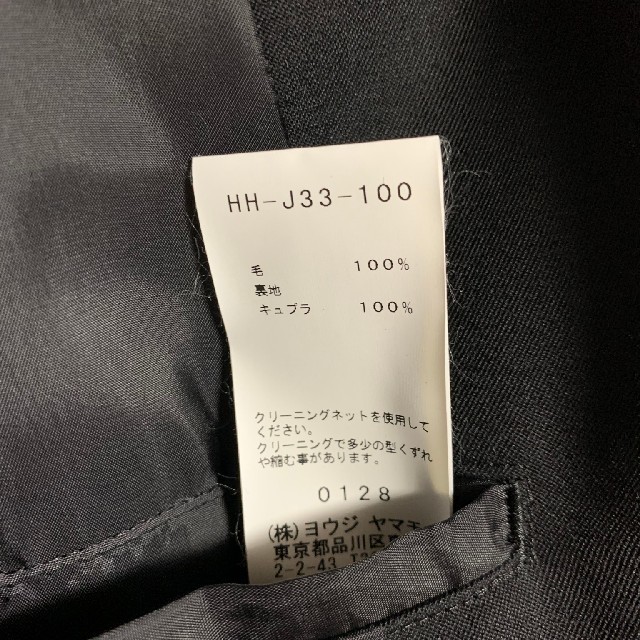 HH-J33-100
毛 100%
裏地
キュプラ 100%
クリーニングネットを使用して
ください。
クリーニングで多少の型くずれ
や縮む事があります。
0128
(株)ヨウジ ヤマモ
東京都品川区
2-2-43